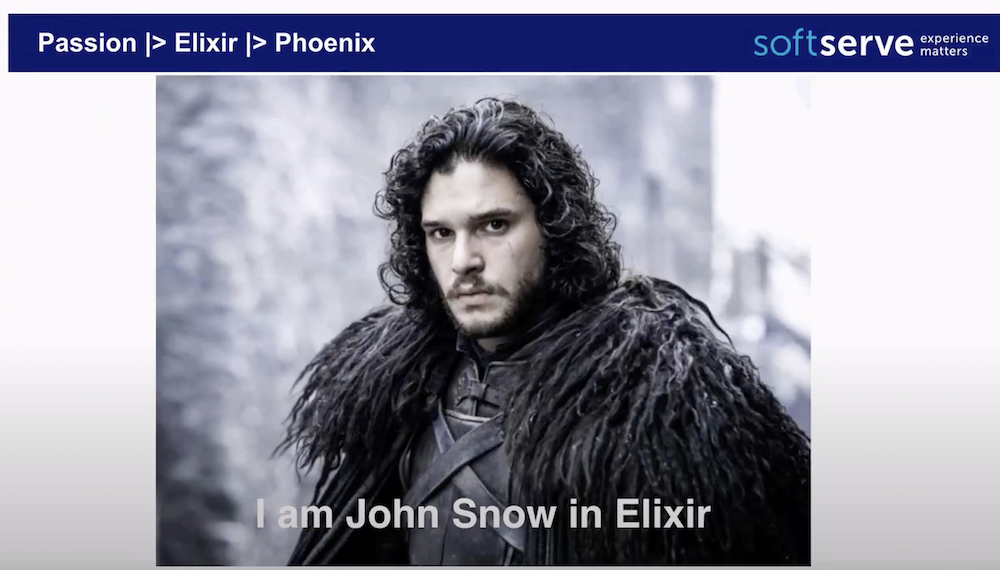 Passion |> Elixir |> Phoenix
softserve experience
matters
I am John Snow in Elixir